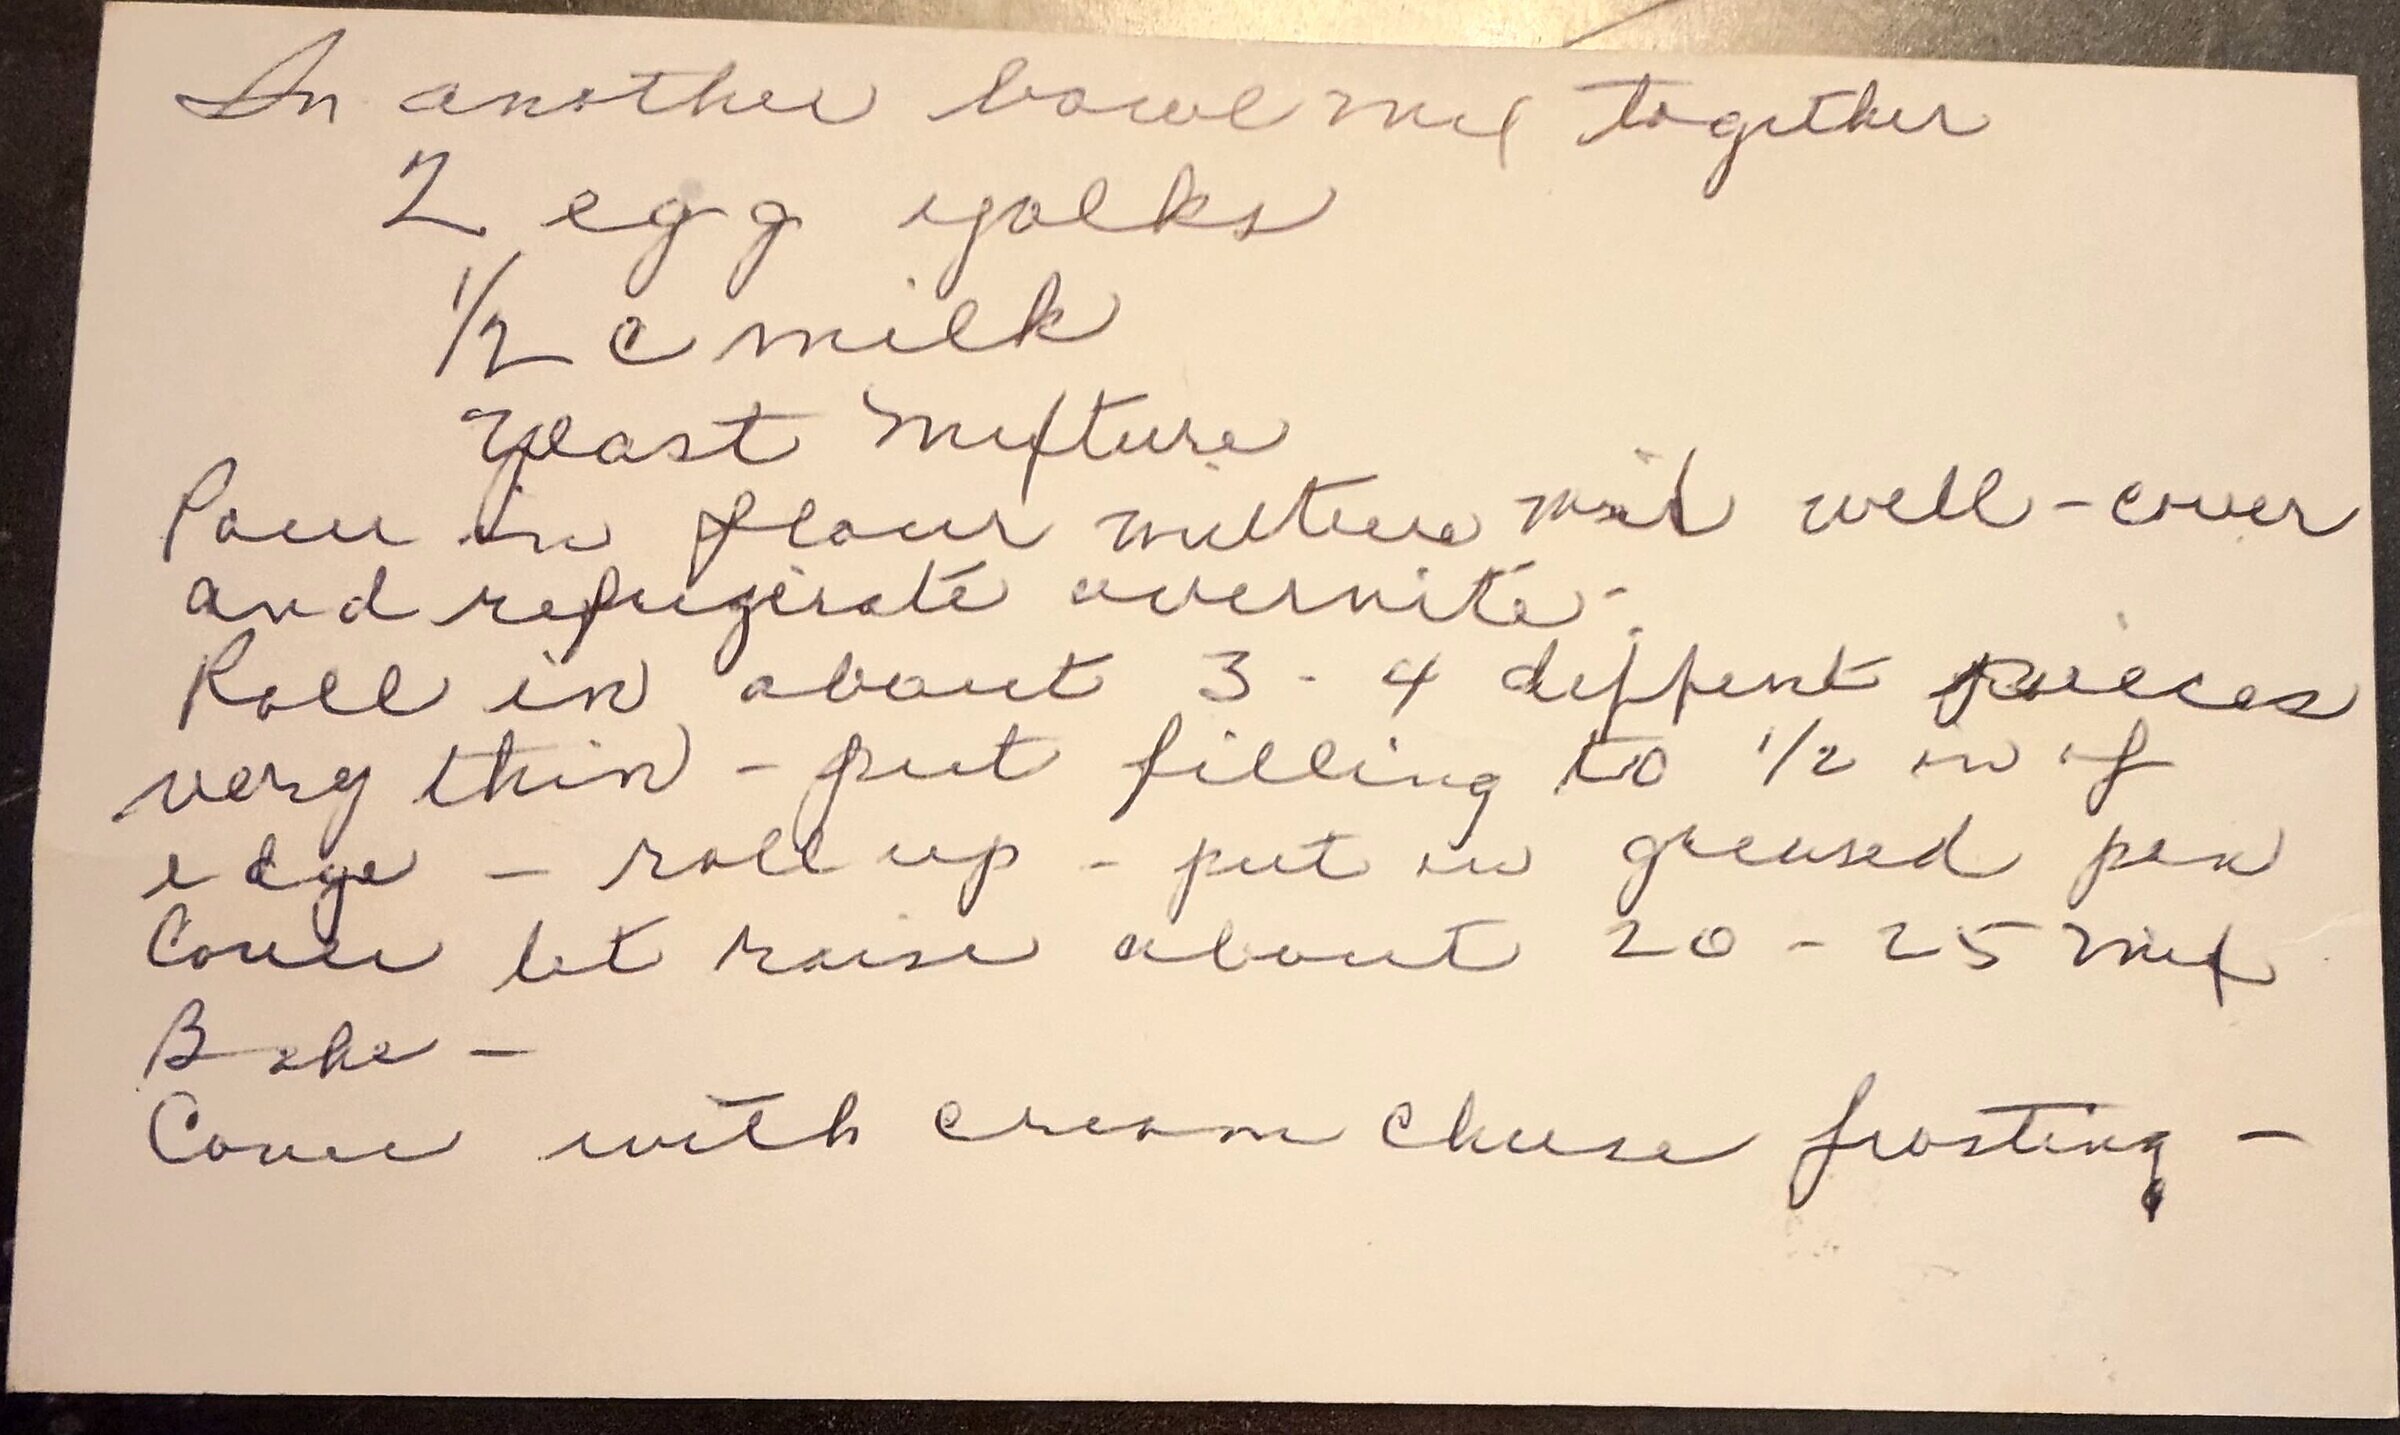 In another bowl mix together
2 egg yolks
1/2 c milk
yeast mixture
Pour in flour mixture mix well - cover
and refrigerate overnite -
Roll in about 3 - 4 diffent pieces
very thin - put filling to 1/2 in of
edge - roll up - put in greased pan
Cover let raise about 20 - 25
Bake -
Cover with cream cheese frosting -